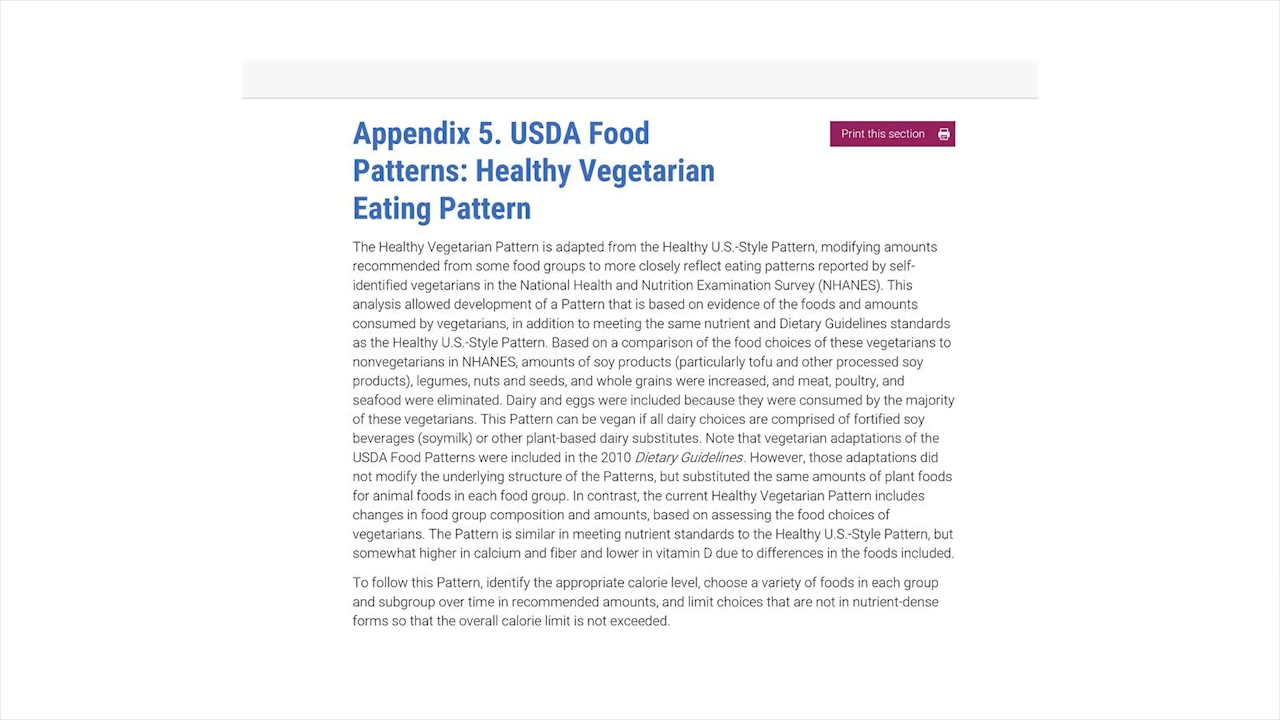 Appendix 5. USDA Food
Patterns: Healthy Vegetarian
Eating Pattern
Print this section
The Healthy Vegetarian Pattern is adapted from the Healthy U.S.-Style Pattern, modifying amounts
recommended from some food groups to more closely reflect eating patterns reported by self-
identified vegetarians in the National Health and Nutrition Examination Survey (NHANES). This
analysis allowed development of a Pattern that is based on evidence of the foods and amounts
consumed by vegetarians, in addition to meeting the same nutrient and Dietary Guidelines standards
as the Healthy U.S.-Style Pattern. Based on a comparison of the food choices of these vegetarians to
nonvegetarians in NHANES, amounts of soy products (particularly tofu and other processed soy
products), legumes, nuts and seeds, and whole grains were increased, and meat, poultry, and
seafood were eliminated. Dairy and eggs were included because they were consumed by the majority
of these vegetarians. This Pattern can be vegan if all dairy choices are comprised of fortified soy
beverages (soymilk) or other plant-based dairy substitutes. Note that vegetarian adaptations of the
USDA Food Patterns were included in the 2010 Dietary Guidelines. However, those adaptations did
not modify the underlying structure of the Patterns, but substituted the same amounts of plant foods
for animal foods in each food group. In contrast, the current Healthy Vegetarian Pattern includes
changes in food group composition and amounts, based on assessing the food choices of
vegetarians. The Pattern is similar in meeting nutrient standards to the Healthy U.S.-Style Pattern, but
somewhat higher in calcium and fiber and lower in vitamin D due to differences in the foods included.
To follow this Pattern, identify the appropriate calorie level, choose a variety of foods in each group
and subgroup over time in recommended amounts, and limit choices that are not in nutrient-dense
forms so that the overall calorie limit is not exceeded.